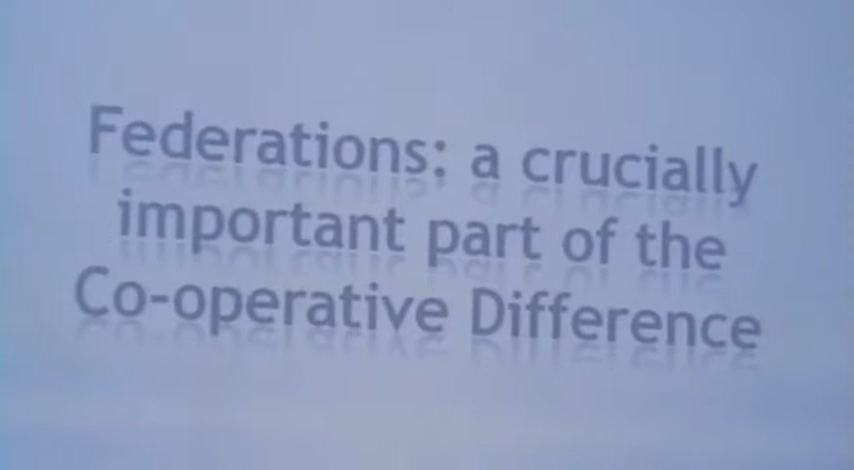 Federations: a crucially
important part of the
Co-operative Difference